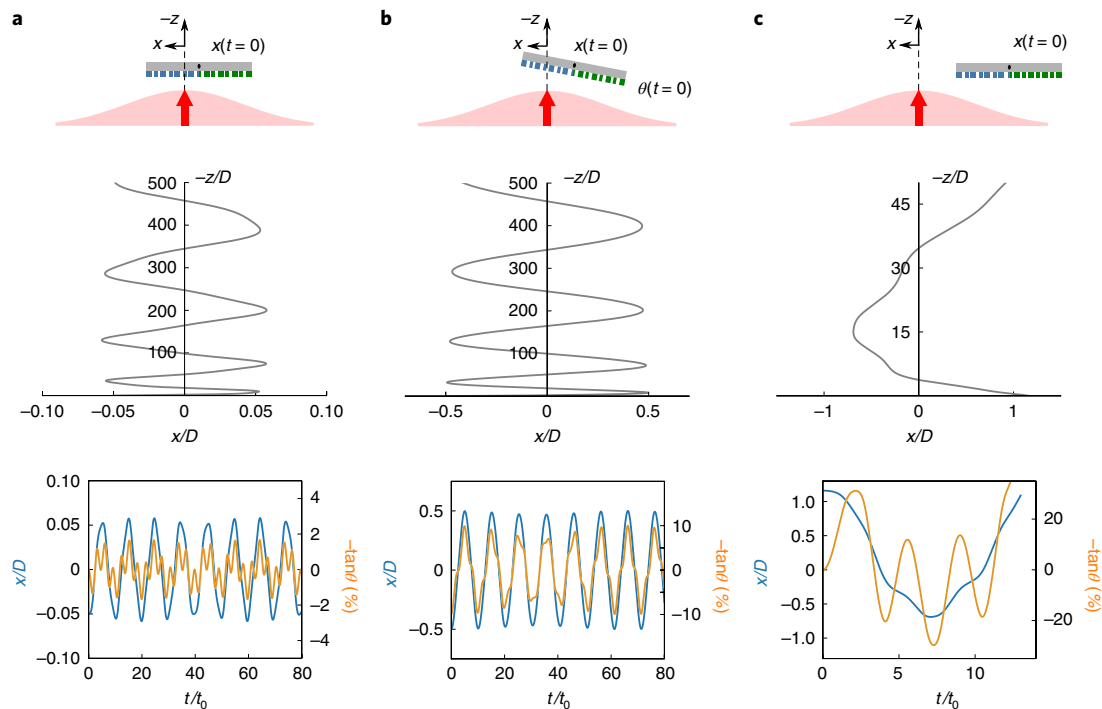 a
−z
x
x(t = 0)
b
−z
x
x(t = 0)
θ(t = 0)
c
−z
x
x(t = 0)
500
−z/D
400
300
200
100
−0.10
−0.05
0
0.05
0.10
x/D
500
−z/D
400
300
200
100
−0.5
0
0.5
x/D
−z/D
45
30
15
−1
0
1
x/D
0.10
0.05
0
−0.05
−0.10
x/D
4
2
0
−2
−4
−tanθ (%)
0
20
40
60
80
t/t0
0.5
0
−0.5
x/D
10
0
−10
−tanθ (%)
0
20
40
60
80
t/t0
1.0
0.5
0
−0.5
−1.0
x/D
20
0
−20
−tanθ (%)
0
5
10
t/t0